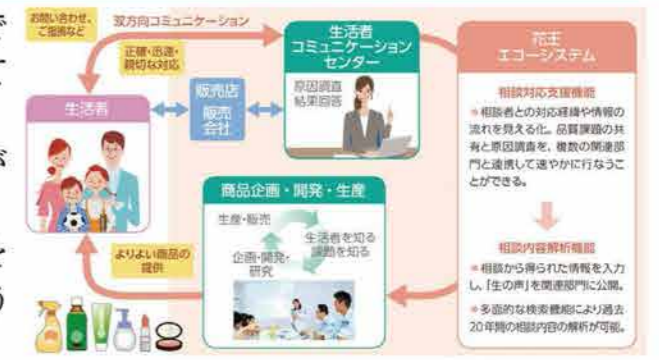 お問い合わせ、
ご指摘など
双方向コミュニケーション
正確・迅速・
親切な対応
生活者
販売店
販売
会社
生活者
コミュニケーション
センター
原因調査
結果回答
花王
エコーシステム
相談対応支援機能
相談者との対応経緯や情報の
流れを見える化。品質課題の共
有と原因調査を、複数の関連部
門と連携して速やかに行なうこ
とができる。
相談内容解析機能
相談から得られた情報を入力
し、「生の声」を関連部門に公開。
多面的な検索機能により過去
20年間の相談内容の解析が可能。
商品企画・開発・生産
生産・販売
生活者を知る
課題を知る
企画・開発・
研究
よりよい商品の
提供
で
が
う